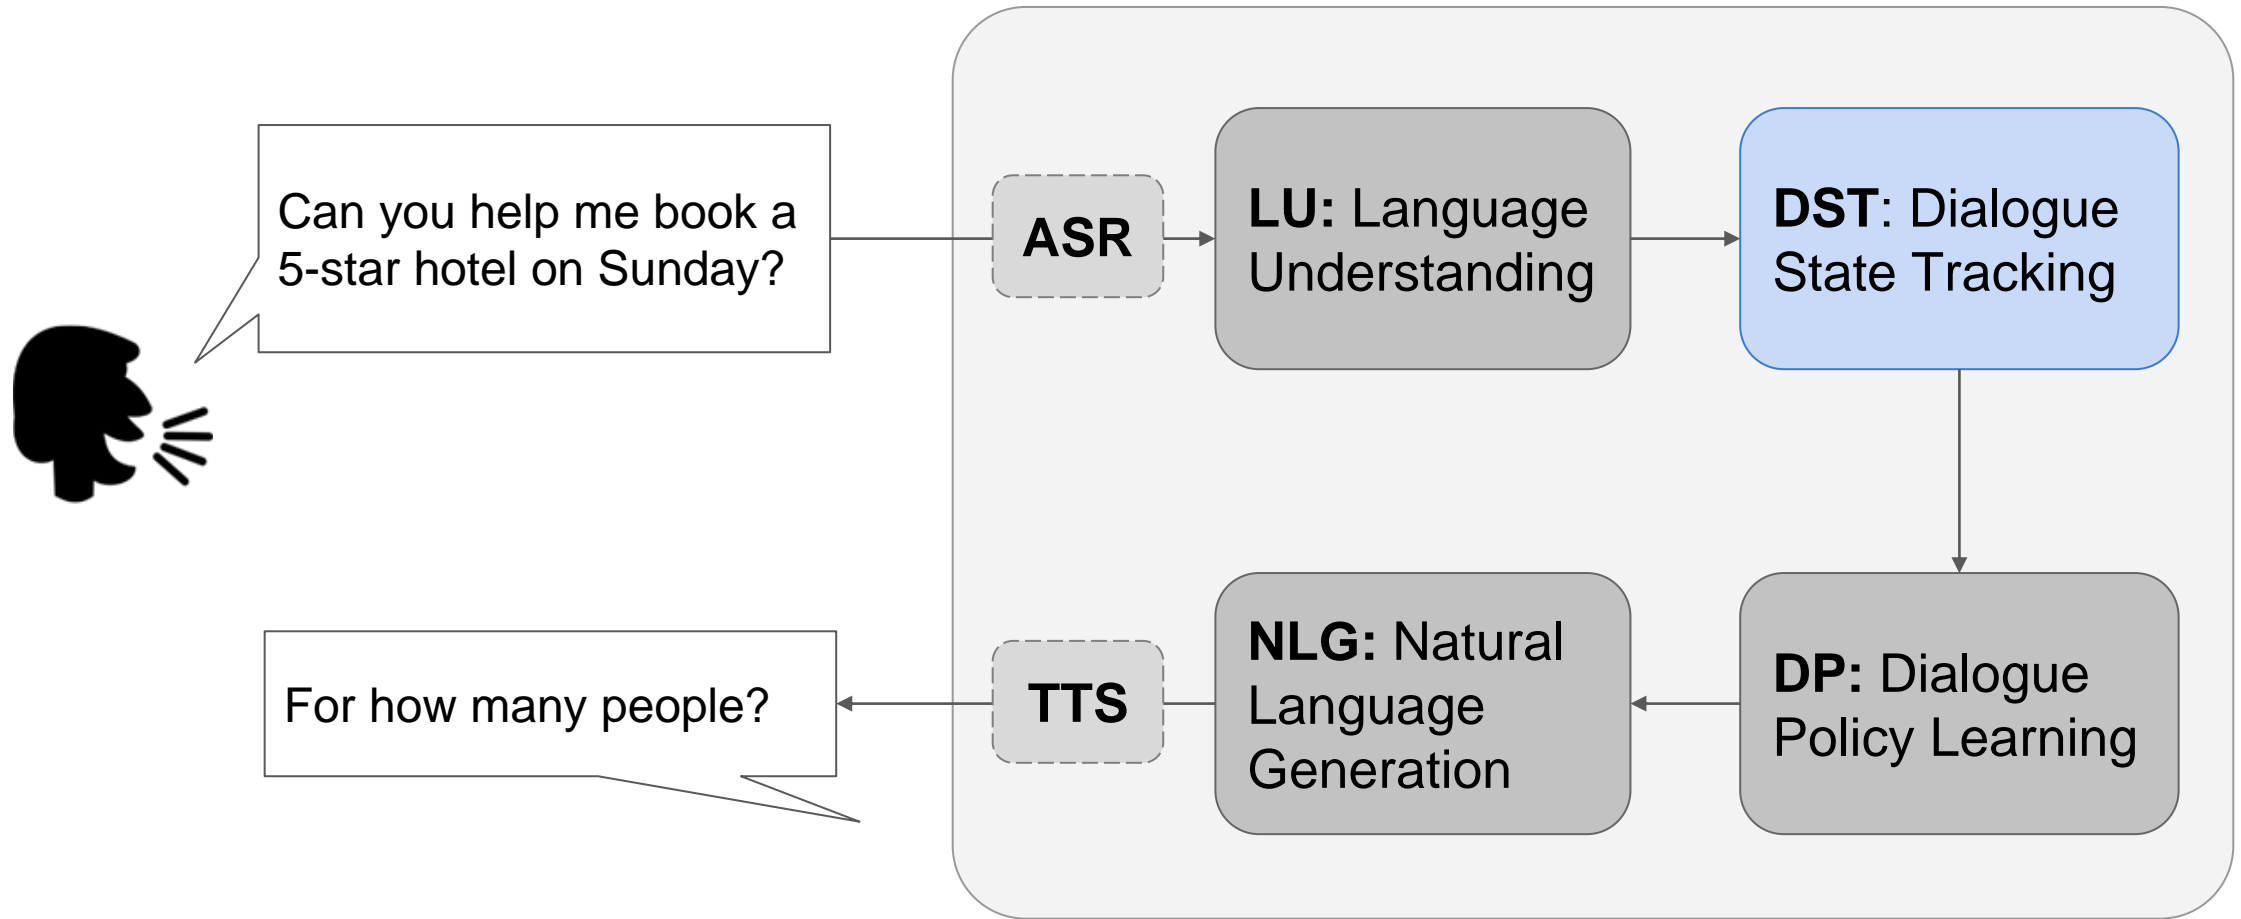 Can you help me book a
5-star hotel on Sunday?
ASR
LU: Language
Understanding
DST: Dialogue
State Tracking
For how many people?
TTS
NLG: Natural
Language
Generation
DP: Dialogue
Policy Learning